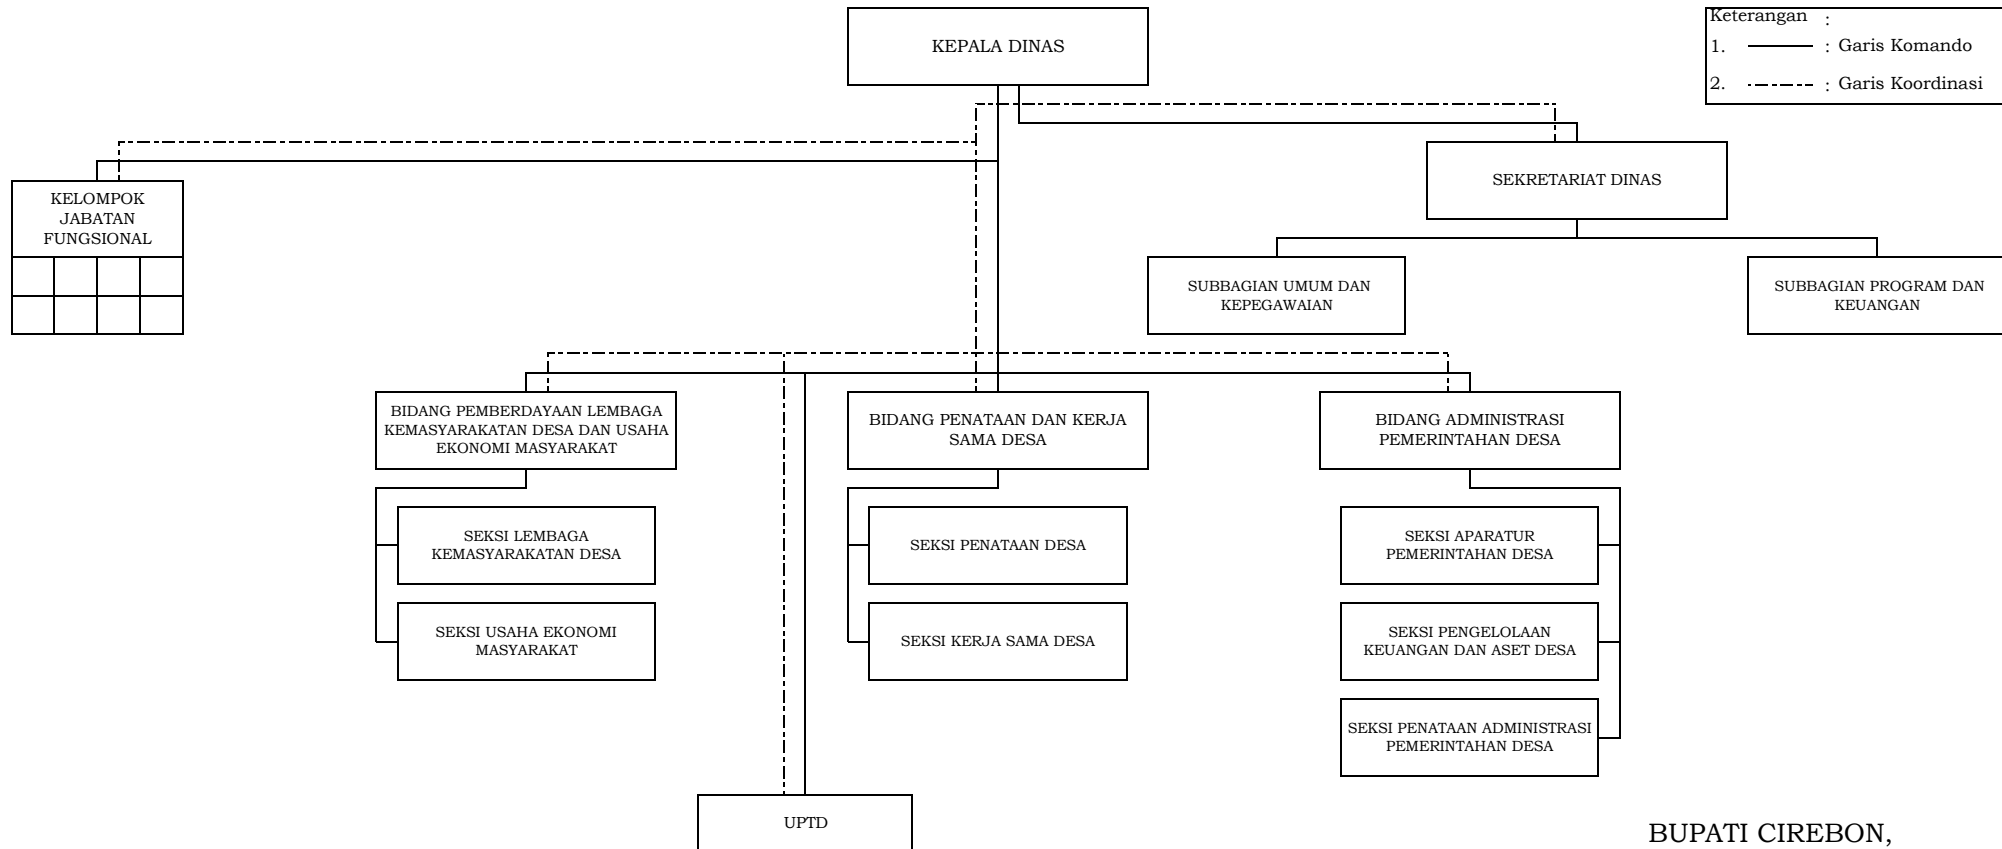 KEPALA DINAS
Keterangan :
1. : Garis Komando
2. : Garis Koordinasi
SEKRETARIAT DINAS
KELOMPOK
JABATAN
FUNGSIONAL
SUBBAGIAN UMUM DAN
KEPEGAWAIAN
SUBBAGIAN PROGRAM DAN
KEUANGAN
BIDANG PEMBERDAYAAN LEMBAGA
KEMASYARAKATAN DESA DAN USAHA
EKONOMI MASYARAKAT
BIDANG PENATAAN DAN KERJA
SAMA DESA
BIDANG ADMINISTRASI
PEMERINTAHAN DESA
SEKSI LEMBAGA
KEMASYARAKATAN DESA
SEKSI PENATAAN DESA
SEKSI APARATUR
PEMERINTAHAN DESA
SEKSI USAHA EKONOMI
MASYARAKAT
SEKSI KERJA SAMA DESA
SEKSI PENGELOLAAN
KEUANGAN DAN ASET DESA
SEKSI PENATAAN ADMINISTRASI
PEMERINTAHAN DESA
UPTD
BUPATI CIREBON,